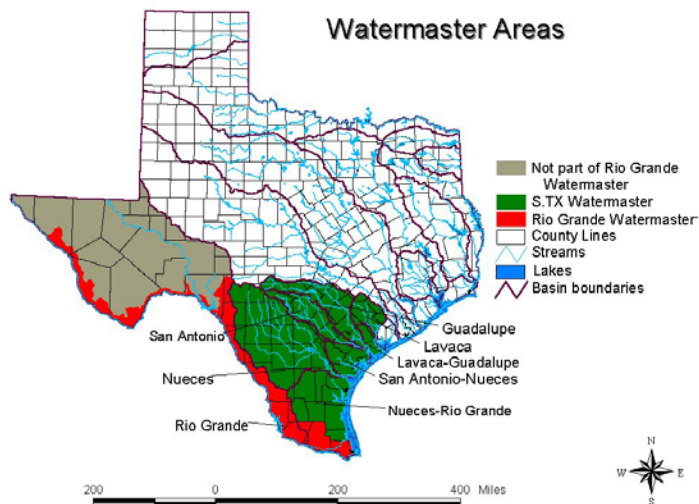 Watermaster Areas
Not part of Rio Grande
Watermaster
S.TX Watermaster
Rio Grande Watermaster
County Lines
Streams
Lakes
Basin boundaries
Guadalupe
San Antonio
Lavaca
Lavaca-Guadalupe
Nueces
San Antonio-Nueces
Nueces-Rio Grande
Rio Grande
N
W E
S
200 0 200 400 Miles